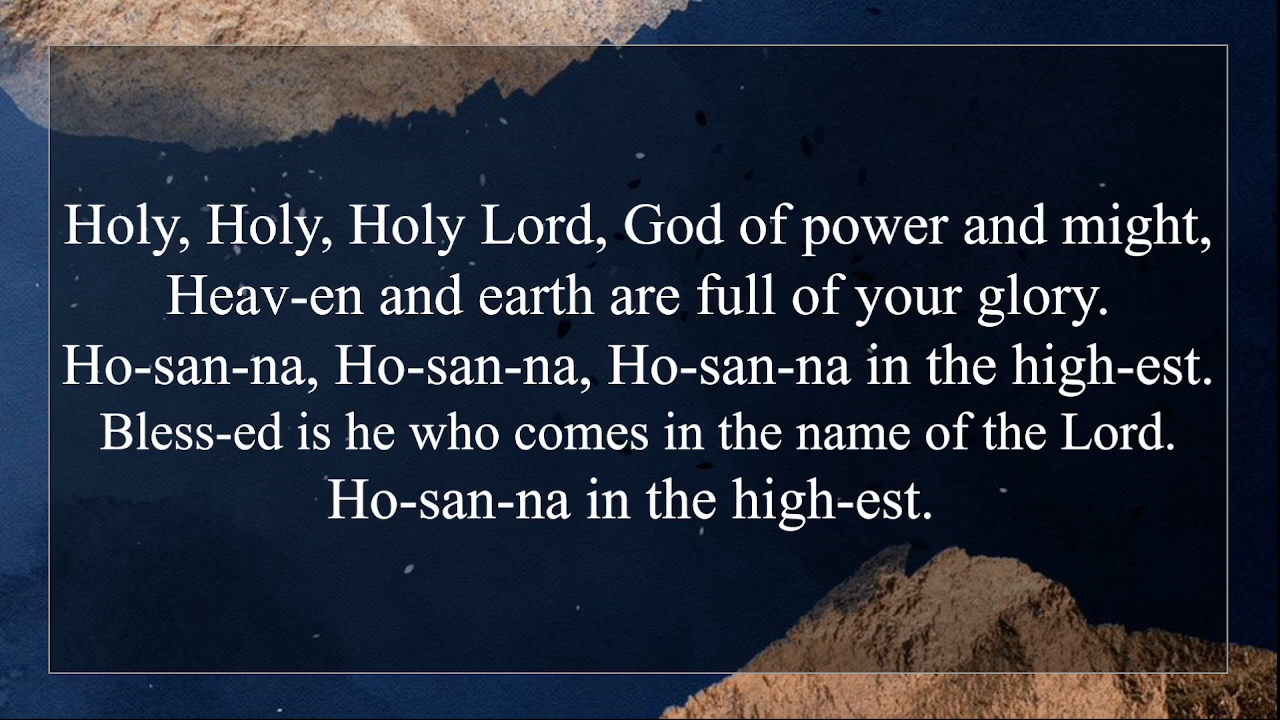 Holy, Holy, Holy Lord, God of power and might,
Heav-en and earth are full of your glory.
Ho-san-na, Ho-san-na, Ho-san-na in the high-est.
Bless-ed is he who comes in the name of the Lord.
Ho-san-na in the high-est.